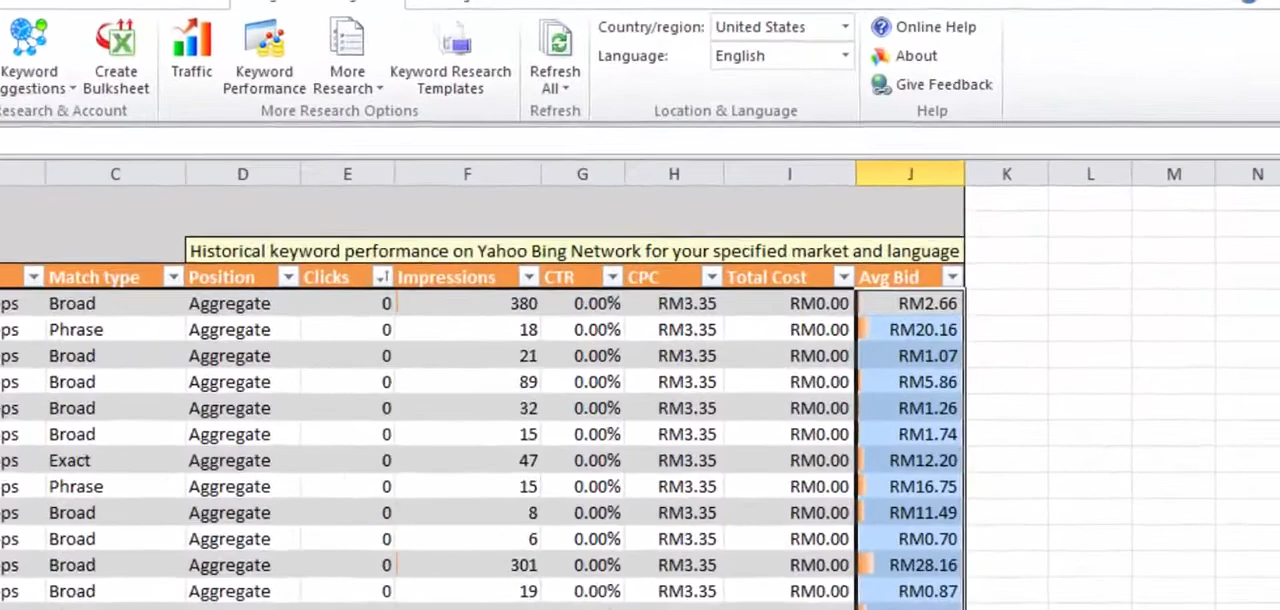 Keyword ggestions Create Bulksheet Traffic Keyword Performance More Research Keyword Research Templates Refresh All Country/region: United States Online Help
Language: English About
Give Feedback
esearch & Account More Research Options Refresh Location & Language Help
C D E F G H I J K L M N
Historical keyword performance on Yahoo Bing Network for your specified market and language
Match type Position Clicks Impressions CTR CPC Total Cost Avg Bid
ps Broad Aggregate 0 380 0.00% RM3.35 RM0.00 RM2.66
ps Phrase Aggregate 0 18 0.00% RM3.35 RM0.00 RM20.16
ps Broad Aggregate 0 21 0.00% RM3.35 RM0.00 RM1.07
ps Broad Aggregate 0 89 0.00% RM3.35 RM0.00 RM5.86
ps Broad Aggregate 0 32 0.00% RM3.35 RM0.00 RM1.26
ps Broad Aggregate 0 15 0.00% RM3.35 RM0.00 RM1.74
ps Exact Aggregate 0 47 0.00% RM3.35 RM0.00 RM12.20
ps Phrase Aggregate 0 15 0.00% RM3.35 RM0.00 RM16.75
ps Broad Aggregate 0 8 0.00% RM3.35 RM0.00 RM11.49
ps Broad Aggregate 0 6 0.00% RM3.35 RM0.00 RM0.70
ps Broad Aggregate 0 301 0.00% RM3.35 RM0.00 RM28.16
ps Broad Aggregate 0 19 0.00% RM3.35 RM0.00 RM0.87